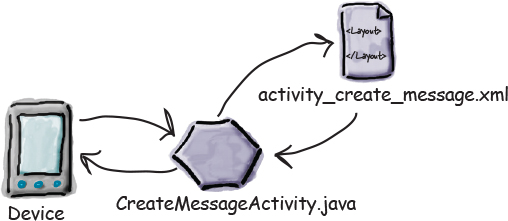 <Layout>
</Layout>
activity_create_message.xml
Device
CreateMessageActivity.java